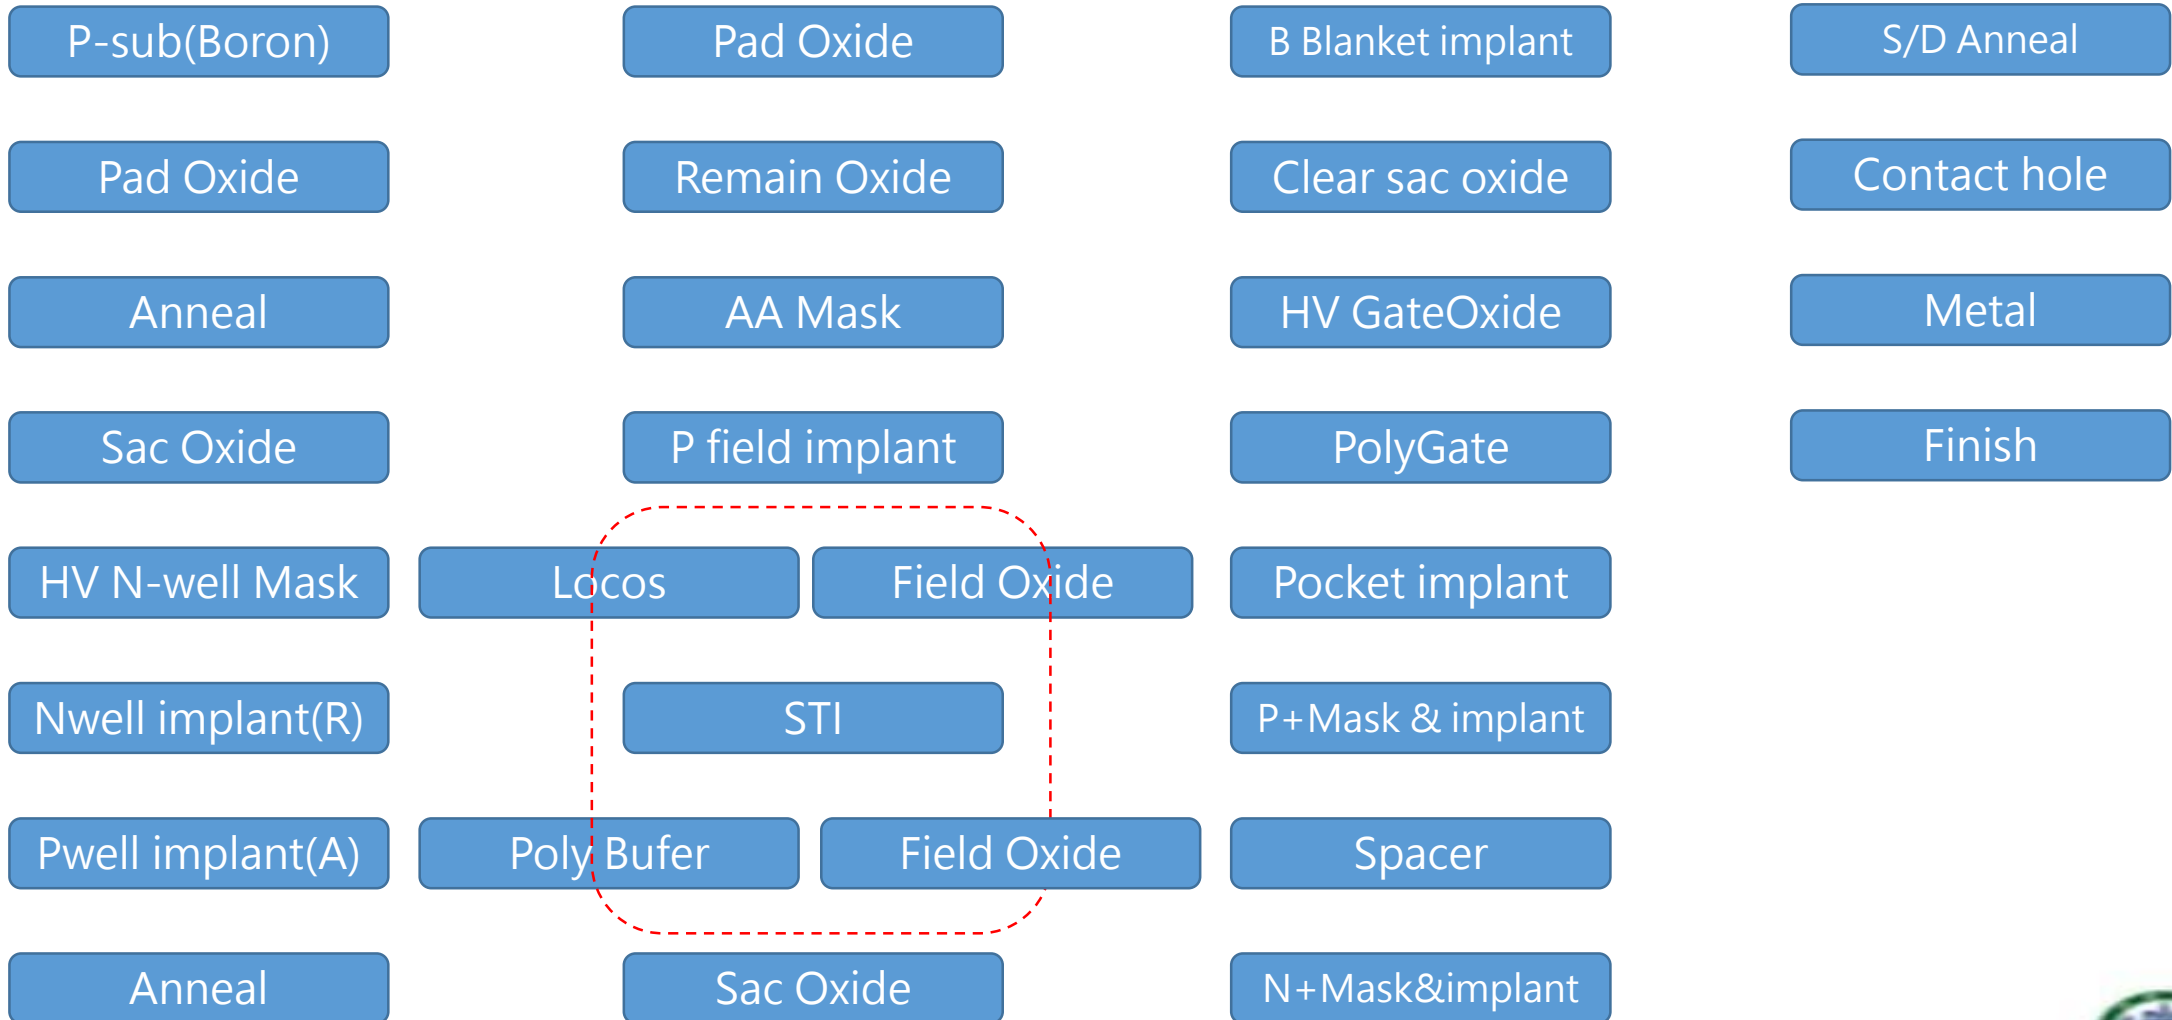 P-sub(Boron)
Pad Oxide
Anneal
Sac Oxide
HV N-well Mask
Nwell implant(R)
Pwell implant(A)
Anneal
Pad Oxide
Remain Oxide
AA Mask
P field implant
Locos
Field Oxide
STI
Poly Bufer
Field Oxide
Sac Oxide
B Blanket implant
Clear sac oxide
HV GateOxide
PolyGate
Pocket implant
P+Mask & implant
Spacer
N+Mask&implant
S/D Anneal
Contact hole
Metal
Finish